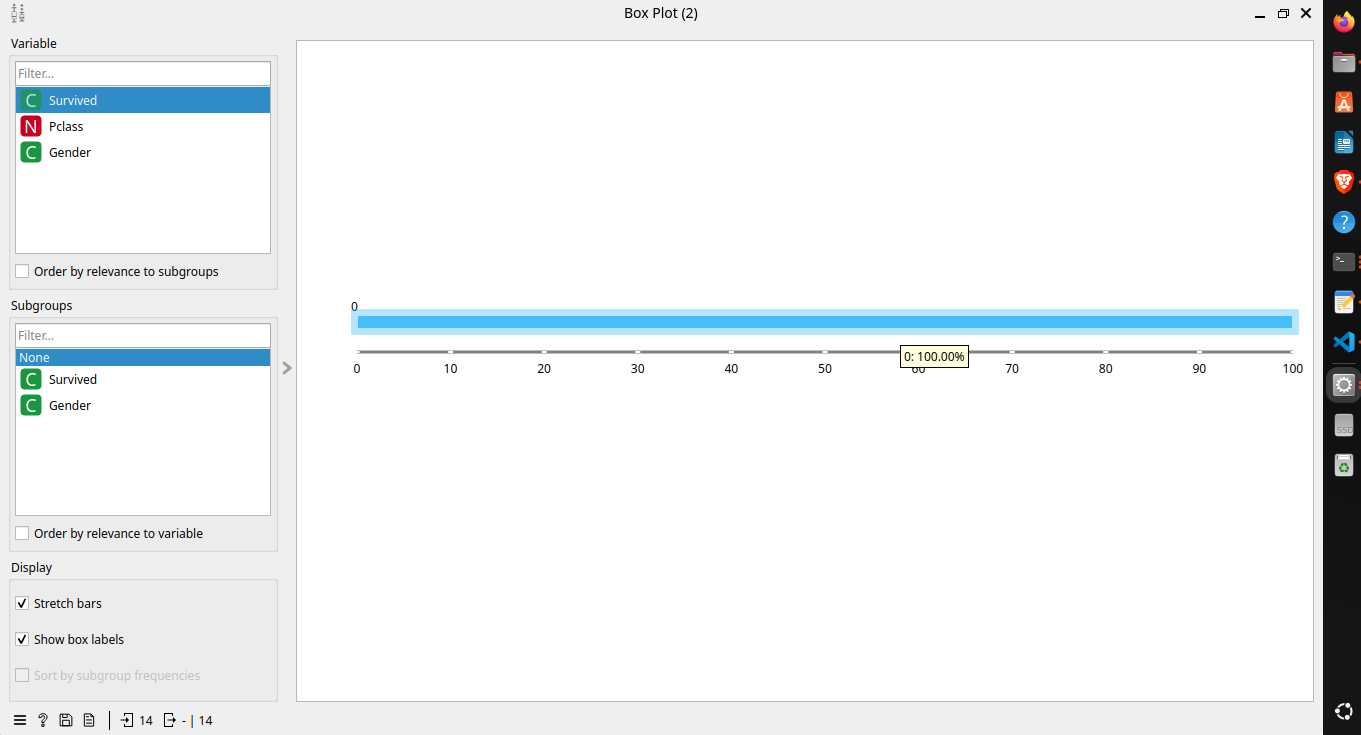 Box Plot (2)
Variable
Filter...
C Survived
N Pclass
C Gender
Order by relevance to subgroups
Subgroups
Filter...
None
C Survived
C Gender
Order by relevance to variable
Display
Stretch bars
Show box labels
Sort by subgroup frequencies
? 14 - | 14
0
0: 100.00%
0 10 20 30 40 50 60 70 80 90 100
A
?
>_
SSD